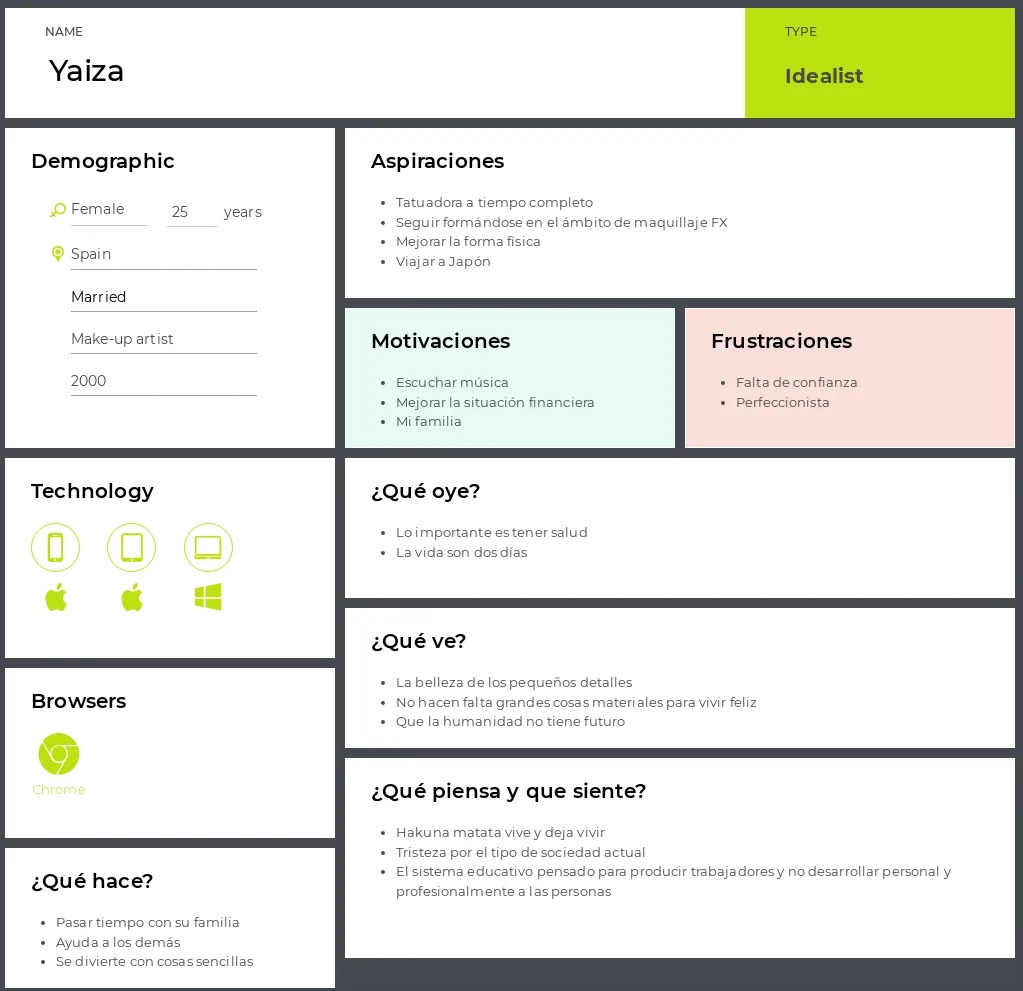 NAME
Yaiza
TYPE
Idealist
Demographic
Female 25 years
Spain
Married
Make-up artist
2000
Aspiraciones
Tatuadora a tiempo completo
Seguir formándose en el ámbito de maquillaje FX
Mejorar la forma física
Viajar a Japón
Motivaciones
Escuchar música
Mejorar la situación financiera
Mi familia
Frustraciones
Falta de confianza
Perfeccionista
Technology
Browsers
Chrome
¿Qué hace?
Pasar tiempo con su familia
Ayuda a los demás
Se divierte con cosas sencillas
¿Qué oye?
Lo importante es tener salud
La vida son dos días
¿Qué ve?
La belleza de los pequeños detalles
No hacen falta grandes cosas materiales para vivir feliz
Que la humanidad no tiene futuro
¿Qué piensa y que siente?
Hakuna matata vive y deja vivir
Tristeza por el tipo de sociedad actual
El sistema educativo pensado para producir trabajadores y no desarrollar personal y
profesionalmente a las personas